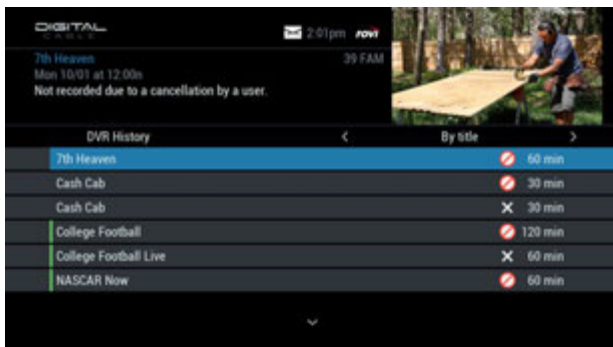 DIGITAL
CABLE
2:01pm rovi
7th Heaven 39 FAM
Mon 10/01 at 12:00n
Not recorded due to a cancellation by a user.
DVR History < By title >
7th Heaven 60 min
Cash Cab 30 min
Cash Cab 30 min
College Football 120 min
College Football Live 60 min
NASCAR Now 60 min